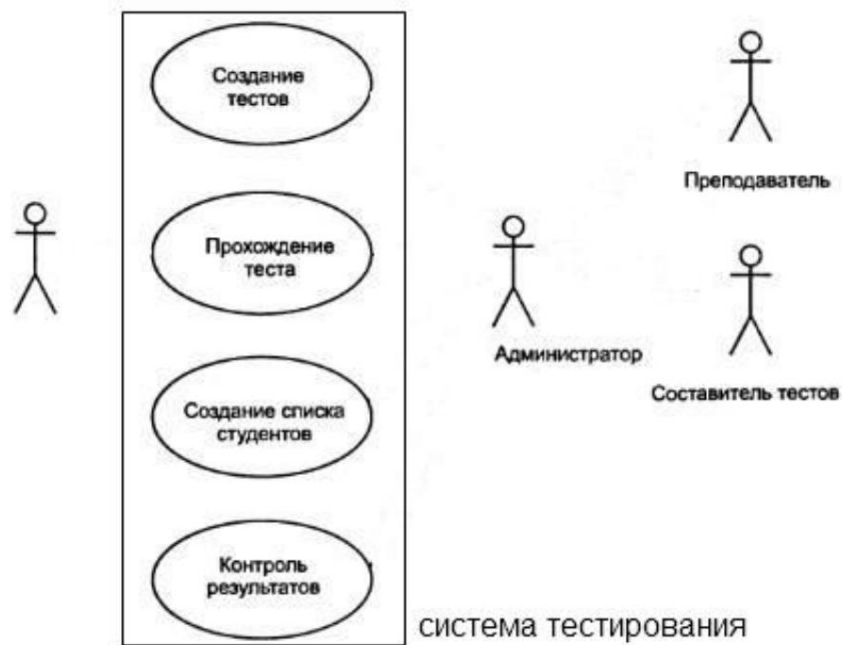 Создание
тестов
Прохождение
теста
Создание списка
студентов
Контроль
результатов
Преподаватель
Администратор
Составитель тестов
система тестирования